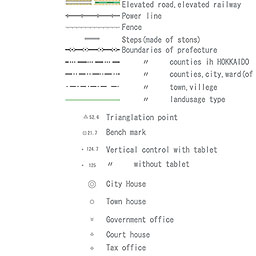 Elevated road, elevated railway
Power line
Fence
Steps(made of stons)
Boundaries of prefecture
〃 counties ih HOKKAIDO
〃 counties, city, ward(of
〃 town, villege
〃 landusage type
52.6 Trianglation point
21.7 Bench mark
124.7 Vertical control with tablet
125 〃 without tablet
City House
Town house
Government office
Court house
Tax office